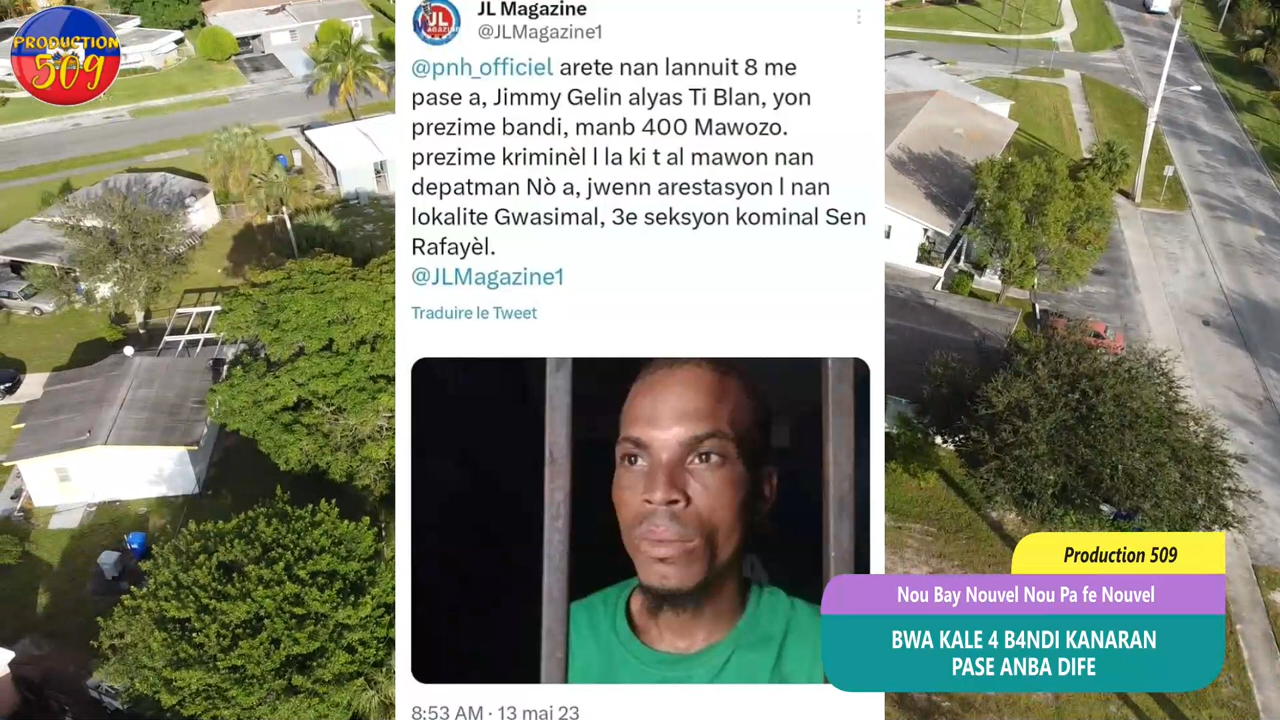 PRODUCTION
509
JL Magazine
@JLMagazine1
@pnh_officiel arete nan lannuit 8 me
pase a, Jimmy Gelin alyas Ti Blan, yon
prezime bandi, manb 400 Mawozo.
prezime kriminèl l la ki t al mawon nan
depatman Nò a, jwenn arestasyon l nan
lokalite Gwasimal, 3e seksyon kominal Sen
Rafayèl.
@JLMagazine1
Traduire le Tweet
8:53 AM · 13 mai 23
Production 509
Nou Bay Nouvel Nou Pa fe Nouvel
BWA KALE 4 B4NDI KANARAN
PASE ANBA DIFE